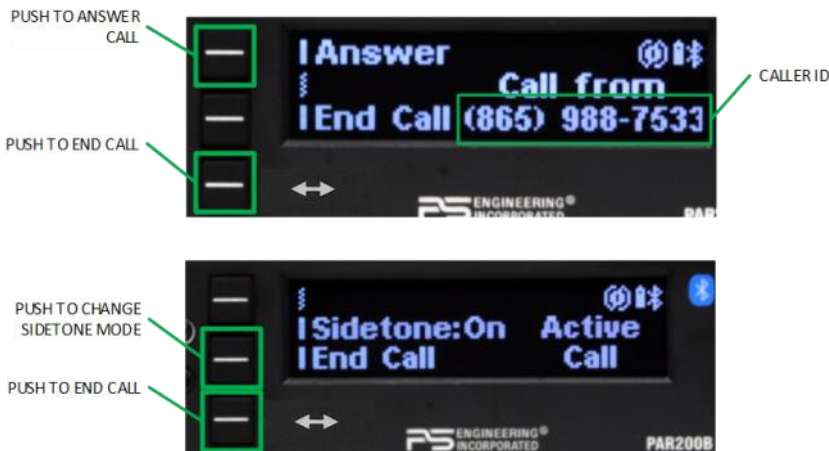 PUSH TO ANSWER
CALL
Answer
Call from
End Call (865) 988-7533
CALLER ID
PUSH TO END CALL
PS ENGINEERING®
INCORPORATED
PUSH TO CHANGE
SIDETONE MODE
Sidetone:On Active
End Call Call
PUSH TO END CALL
PS ENGINEERING®
INCORPORATED
PAR200B